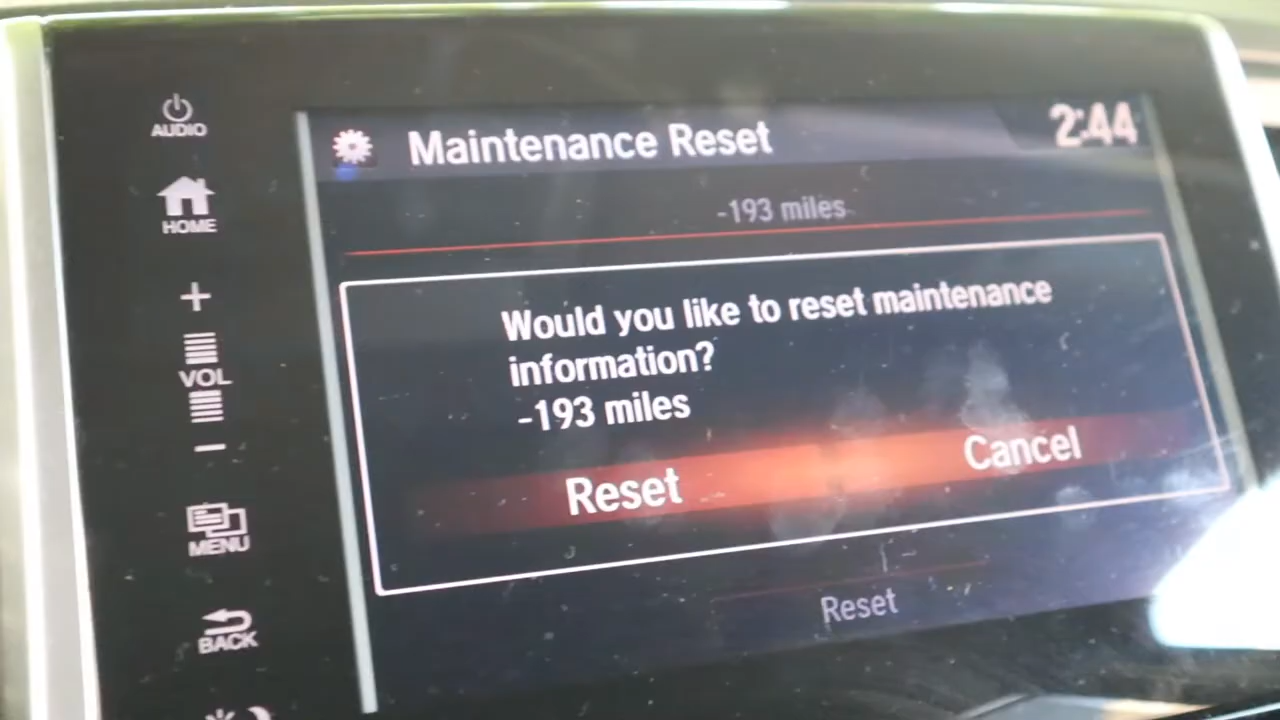 AUDIO
HOME
+
VOL
-
MENU
BACK
Maintenance Reset
2:44
-193 miles
Would you like to reset maintenance
information?
-193 miles
Reset
Cancel
Reset